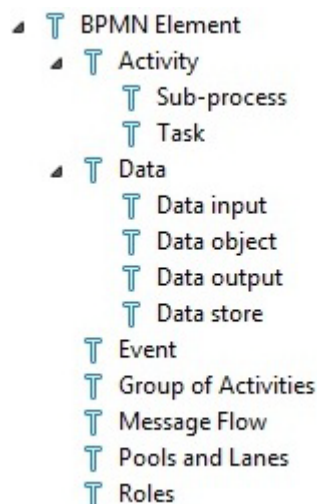 BPMN Element
Activity
Sub-process
Task
Data
Data input
Data object
Data output
Data store
Event
Group of Activities
Message Flow
Pools and Lanes
Roles